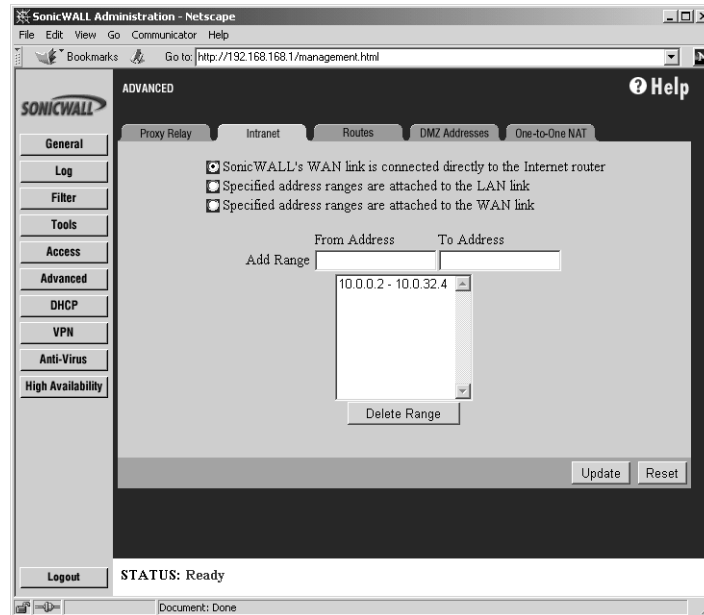 SonicWALL Administration - Netscape
File Edit View Go Communicator Help
Bookmarks Go to: http://192.168.168.1/management.html
N
SONICWALL
ADVANCED
? Help
Proxy Relay Intranet Routes DMZ Addresses One-to-One NAT
General
Log
Filter
Tools
Access
Advanced
DHCP
VPN
Anti-Virus
High Availability
SonicWALL's WAN link is connected directly to the Internet router
Specified address ranges are attached to the LAN link
Specified address ranges are attached to the WAN link
From Address To Address
Add Range
10.0.0.2 - 10.0.32.4
Delete Range
Update Reset
Logout
STATUS: Ready
Document: Done